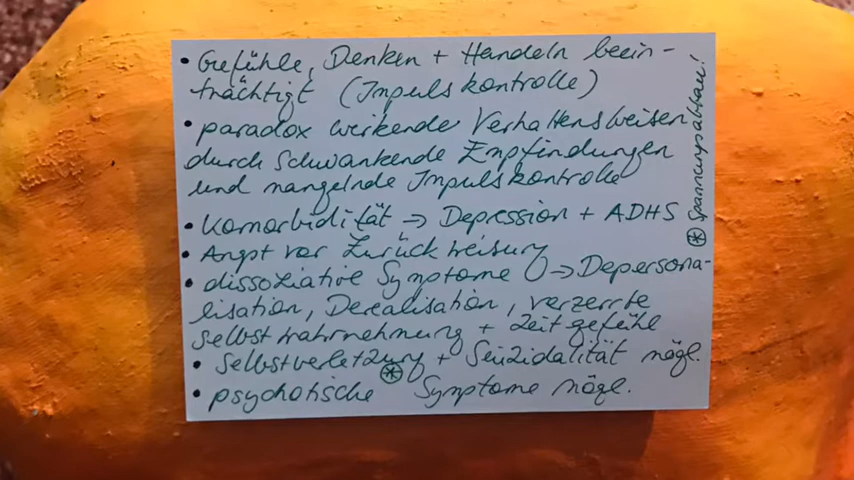 • Gefühle, Denken + Handeln beein-
trächtigt (Impulskontrolle)
• paradox wirkende Verhaltensweisen
durch schwankende Empfindungen
und mangelnde Impulskontrolle
• Komorbidität → Depression + ADHS
• Angst vor Zurückweisung
• dissoziative Symptome → Depersona-
lisation, Derealisation, verzerrte
Selbstwahrnehmung + Zeitgefühl
• Selbstverletzung + Suizidalität mögl.
• psychotische Symptome mögl.
* Spannungsabbau!